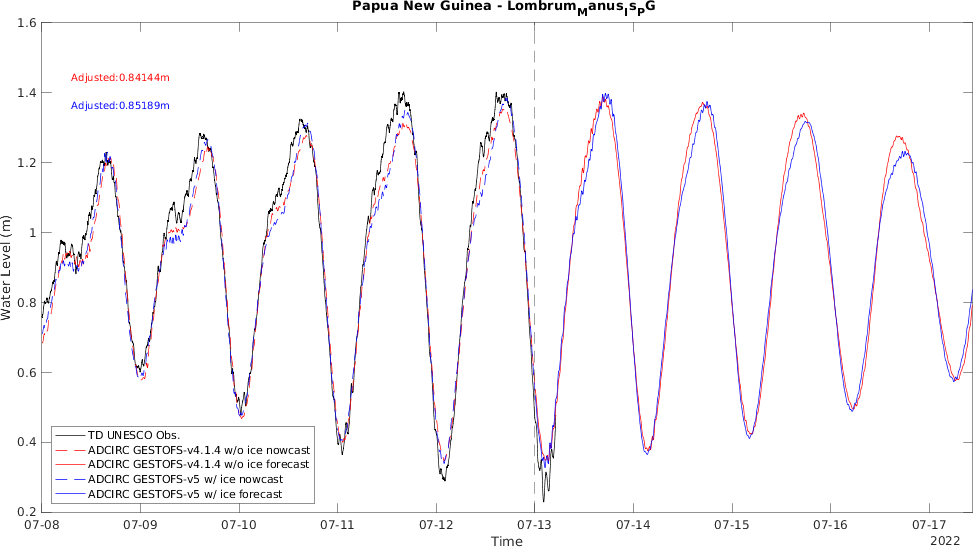 Papua New Guinea - LombrumManusIsPG
1.6
1.4
1.2
1
0.8
0.6
0.4
0.2
Water Level (m)
Adjusted:0.84144m
Adjusted:0.85189m
TD UNESCO Obs.
ADCIRC GESTOFS-v4.1.4 w/o ice nowcast
ADCIRC GESTOFS-v4.1.4 w/o ice forecast
ADCIRC GESTOFS-v5 w/ ice nowcast
ADCIRC GESTOFS-v5 w/ ice forecast
07-08 07-09 07-10 07-11 07-12 07-13 07-14 07-15 07-16 07-17
Time
2022